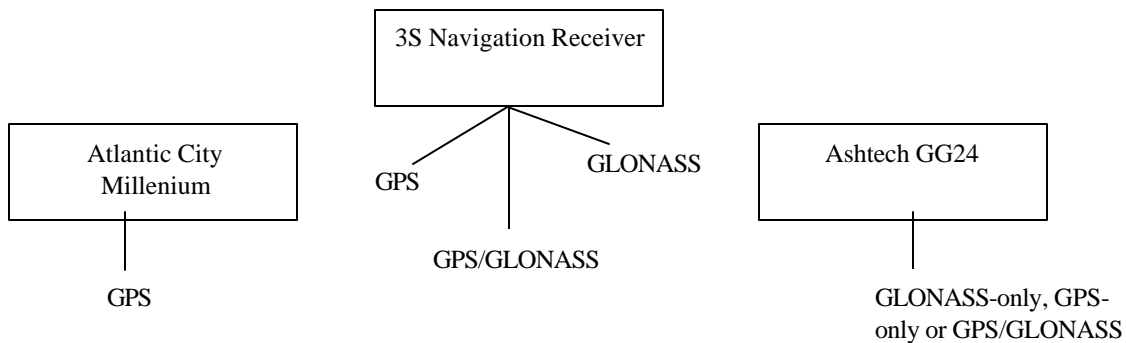 3S Navigation Receiver
Atlantic City
Millenium
GPS
GPS
GPS/GLONASS
GLONASS
Ashtech GG24
GLONASS-only, GPS-
only or GPS/GLONASS